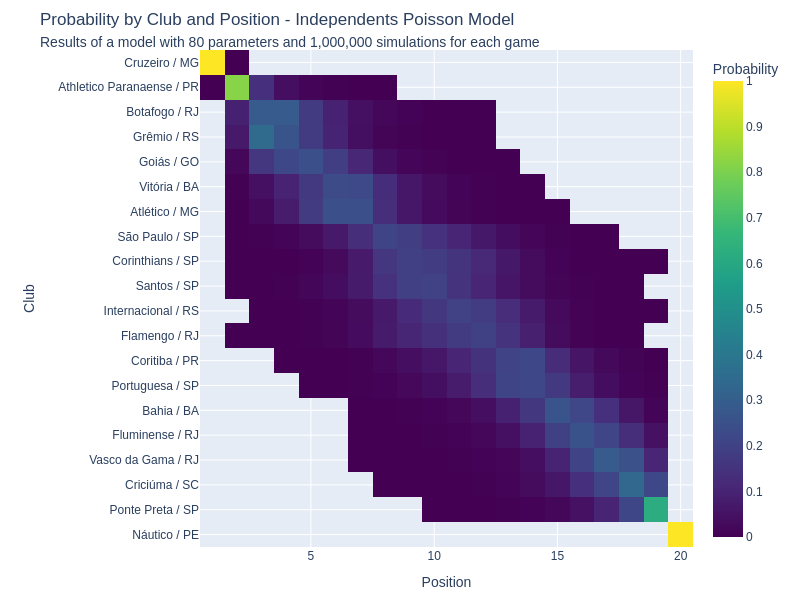 Probability by Club and Position - Independents Poisson Model
Results of a model with 80 parameters and 1,000,000 simulations for each game
Probability
Club
Cruzeiro / MG
Athletico Paranaense / PR
Botafogo / RJ
Grêmio / RS
Goiás / GO
Vitória / BA
Atlético / MG
São Paulo / SP
Corinthians / SP
Santos / SP
Internacional / RS
Flamengo / RJ
Coritiba / PR
Portuguesa / SP
Bahia / BA
Fluminense / RJ
Vasco da Gama / RJ
Criciúma / SC
Ponte Preta / SP
Náutico / PE
5
10
15
20
Position
1
0.9
0.8
0.7
0.6
0.5
0.4
0.3
0.2
0.1
0